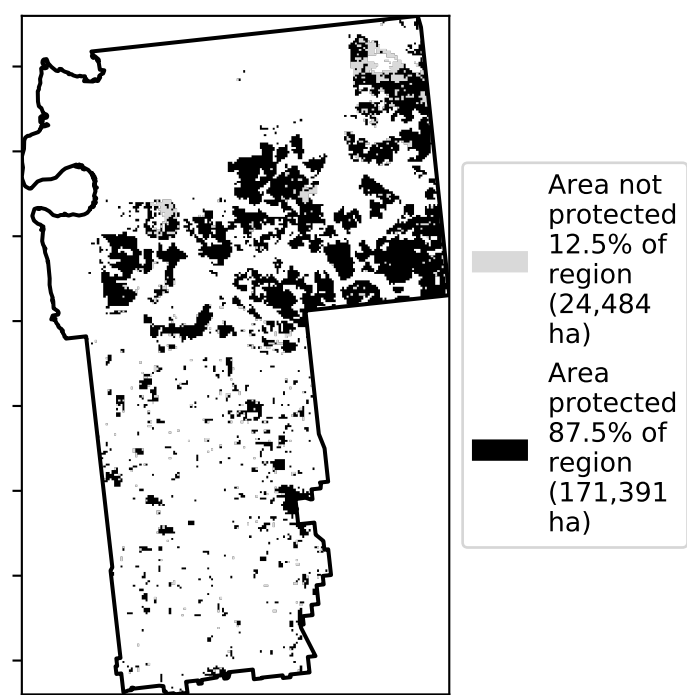 Area not
protected
12.5% of
region
(24,484
ha)
Area
protected
87.5% of
region
(171,391
ha)